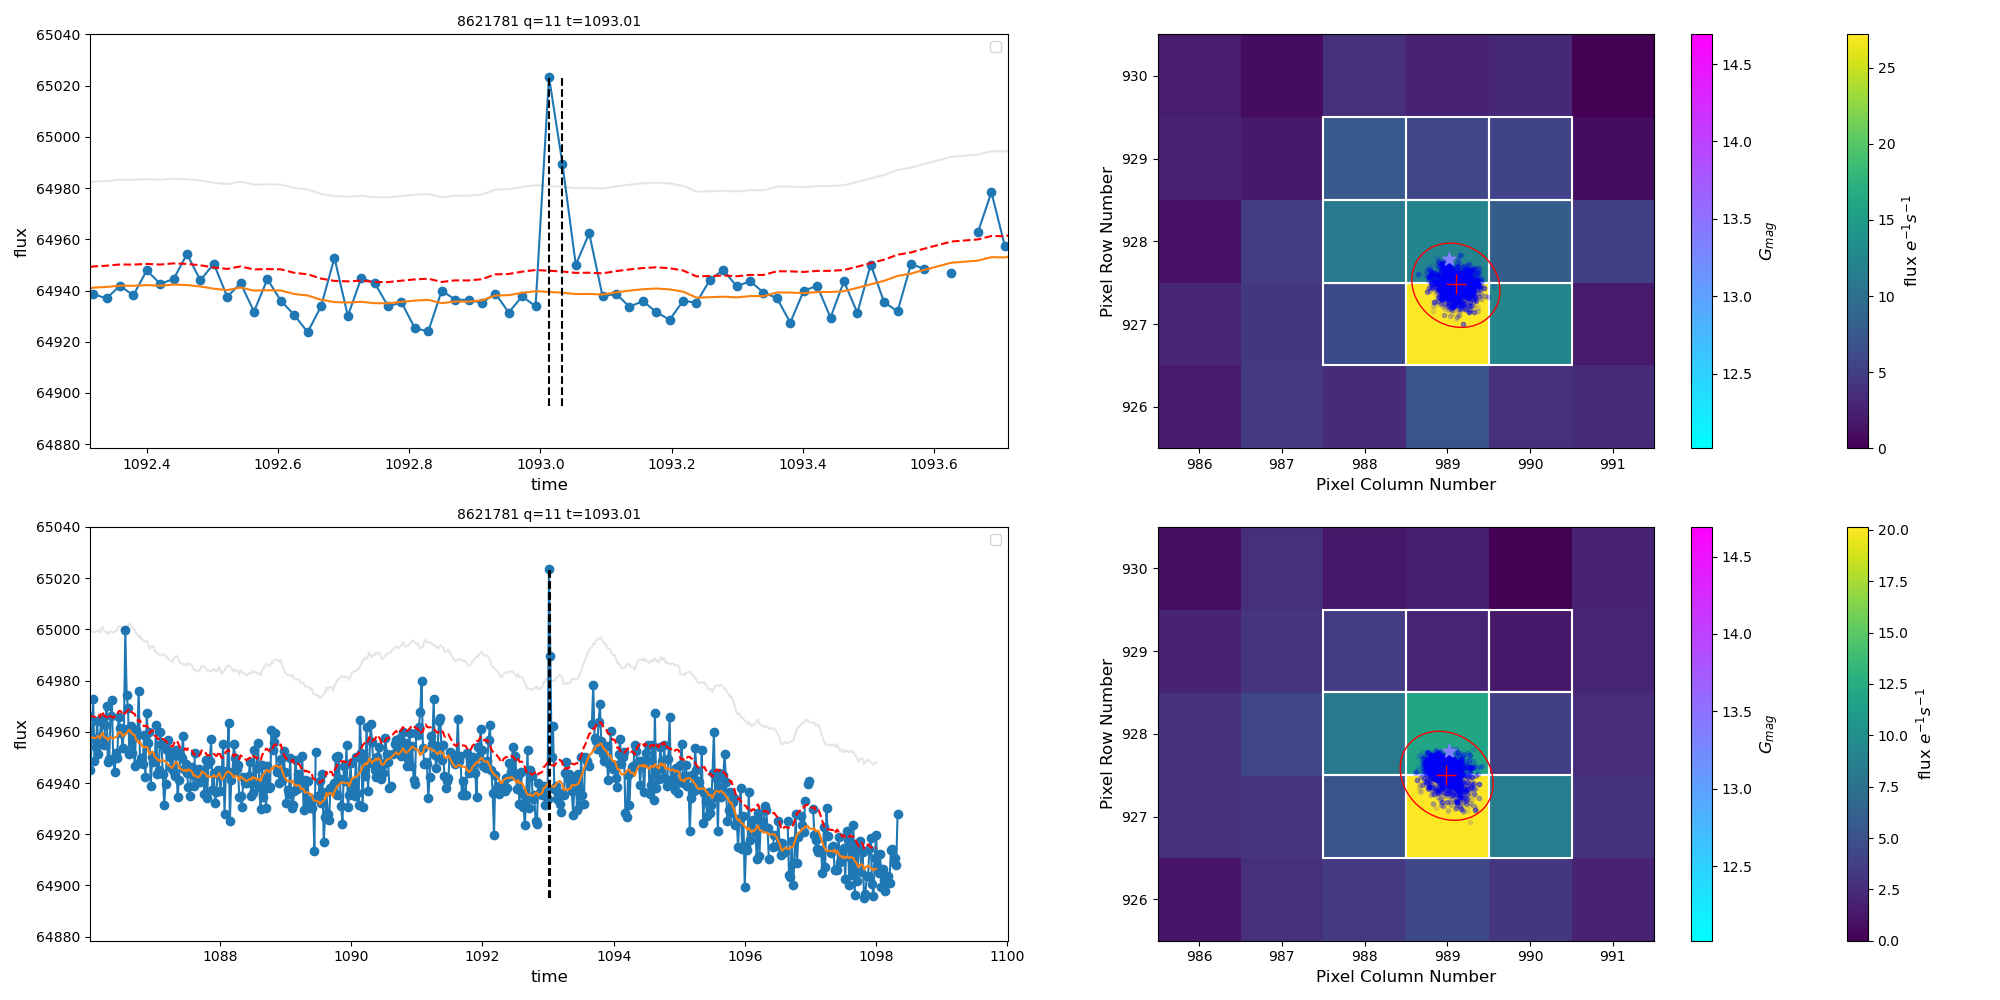 8621781 q=11 t=1093.01
65040
65020
65000
64980
64960
64940
64920
64900
64880
flux
1092.4 1092.6 1092.8 1093.0 1093.2 1093.4 1093.6
time
930
929
928
927
926
Pixel Row Number
986 987 988 989 990 991
Pixel Column Number
14.5
14.0
13.5
13.0
12.5
G_mag
25
20
15
10
5
0
flux e⁻¹s⁻¹
8621781 q=11 t=1093.01
65040
65020
65000
64980
64960
64940
64920
64900
64880
flux
1088 1090 1092 1094 1096 1098 1100
time
930
929
928
927
926
Pixel Row Number
986 987 988 989 990 991
Pixel Column Number
14.5
14.0
13.5
13.0
12.5
G_mag
20.0
17.5
15.0
12.5
10.0
7.5
5.0
2.5
0.0
flux e⁻¹s⁻¹